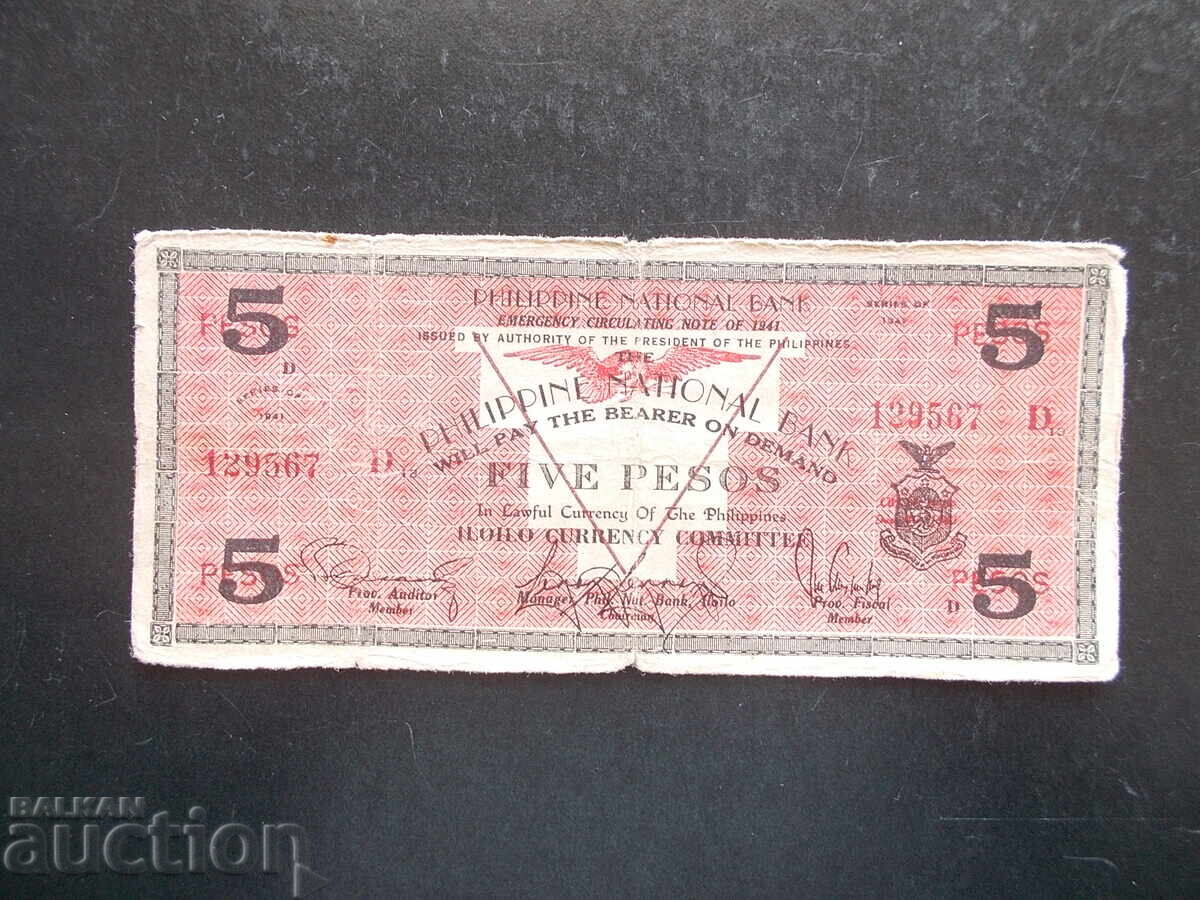 PHILIPPINE NATIONAL BANK
EMERGENCY CIRCULATING NOTE OF 1941
ISSUED BY AUTHORITY OF THE PRESIDENT OF THE PHILIPPINES
SERIES OF
1941
5
PESOS
5
PESOS
D
SERIES OF
1941
THE
PHILIPPINE NATIONAL BANK
WILL PAY THE BEARER ON DEMAND
129567 D13
129567 D13
FIVE PESOS
In Lawful Currency Of The Philippines
ILOILO CURRENCY COMMITTEE
5
PESOS
5
PESOS
D
Prov. Auditor
Member
Manager, Phil. Nat. Bank, Iloilo
Chairman
Prov. Fiscal
Member
BALKAN
auction